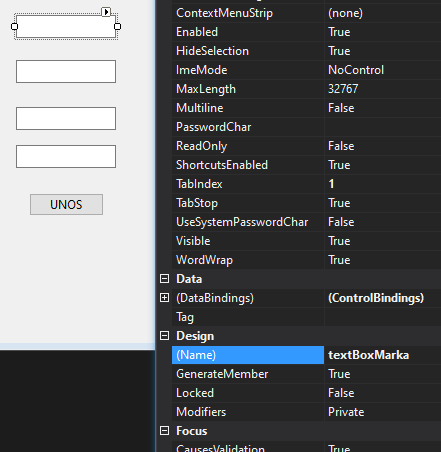 ContextMenuStrip (none)
Enabled True
HideSelection True
ImeMode NoControl
MaxLength 32767
Multiline False
PasswordChar
ReadOnly False
ShortcutsEnabled True
TabIndex 1
TabStop True
UseSystemPasswordChar False
Visible True
WordWrap True
Data
(DataBindings) (ControlBindings)
Tag
Design
(Name) textBoxMarka
GenerateMember True
Locked False
Modifiers Private
Focus
CausesValidation True
UNOS